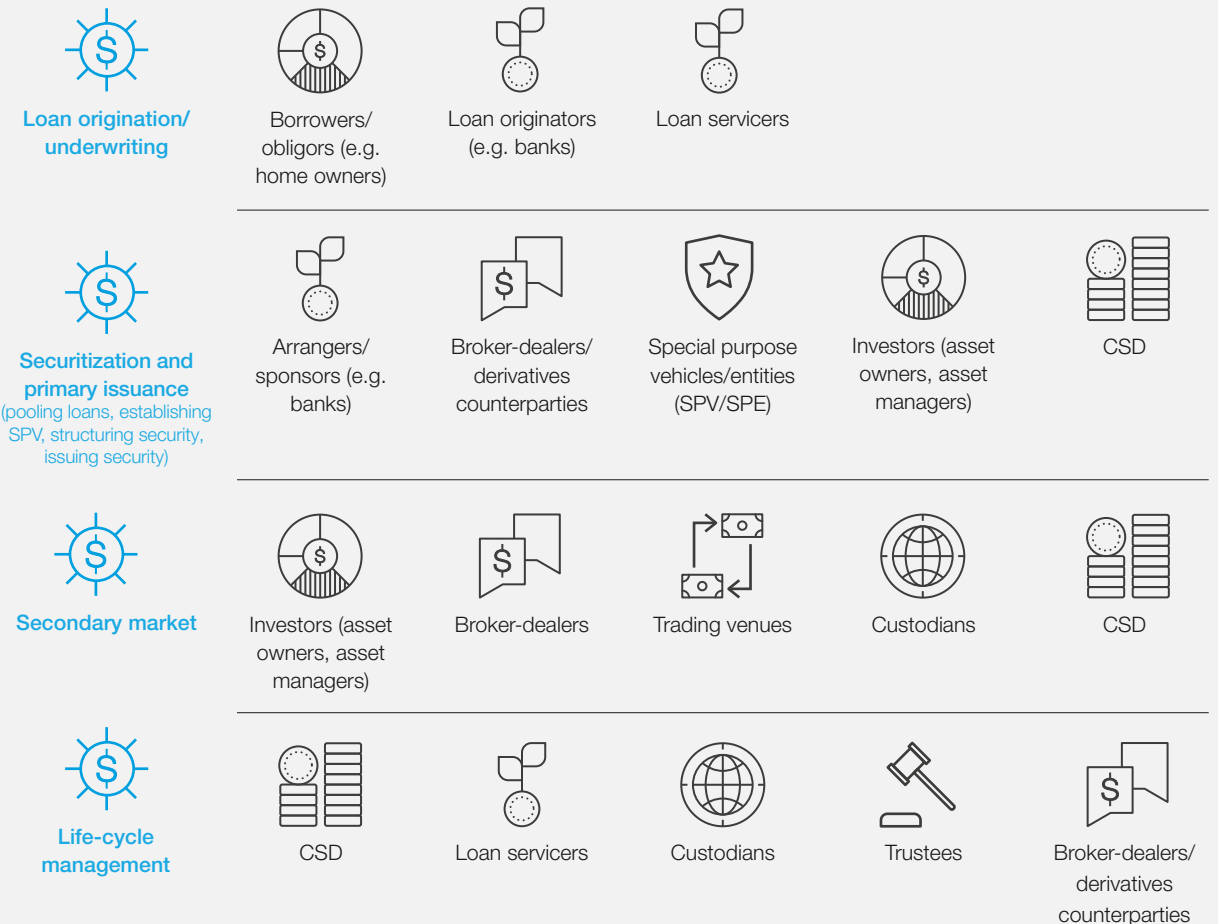 Loan origination/
underwriting
Borrowers/
obligors (e.g.
home owners)
Loan originators
(e.g. banks)
Loan servicers
Securitization and
primary issuance
(pooling loans, establishing
SPV, structuring security,
issuing security)
Arrangers/
sponsors (e.g.
banks)
Broker-dealers/
derivatives
counterparties
Special purpose
vehicles/entities
(SPV/SPE)
Investors (asset
owners, asset
managers)
CSD
Secondary market
Investors (asset
owners, asset
managers)
Broker-dealers
Trading venues
Custodians
CSD
Life-cycle
management
CSD
Loan servicers
Custodians
Trustees
Broker-dealers/
derivatives
counterparties